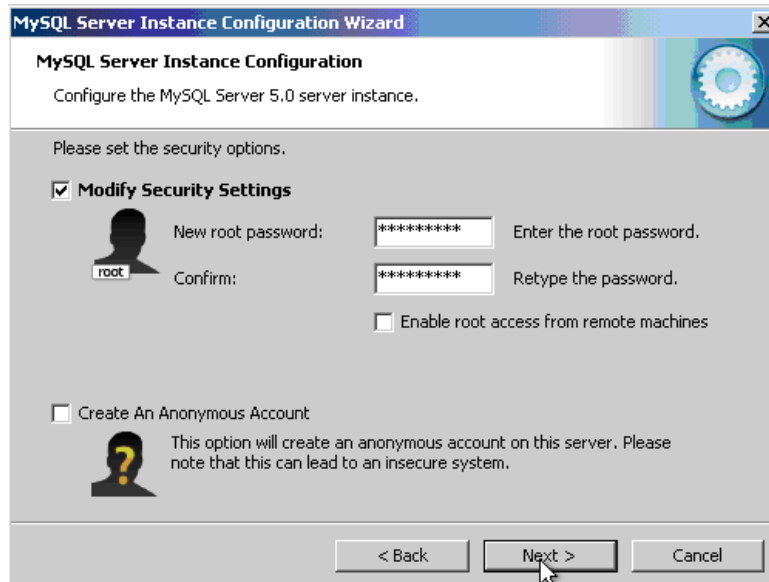 MySQL Server Instance Configuration Wizard
MySQL Server Instance Configuration
Configure the MySQL Server 5.0 server instance.
Please set the security options.
Modify Security Settings
root
New root password:
*********
Enter the root password.
Confirm:
*********
Retype the password.
Enable root access from remote machines
Create An Anonymous Account
?
This option will create an anonymous account on this server. Please
note that this can lead to an insecure system.
< Back
Next >
Cancel